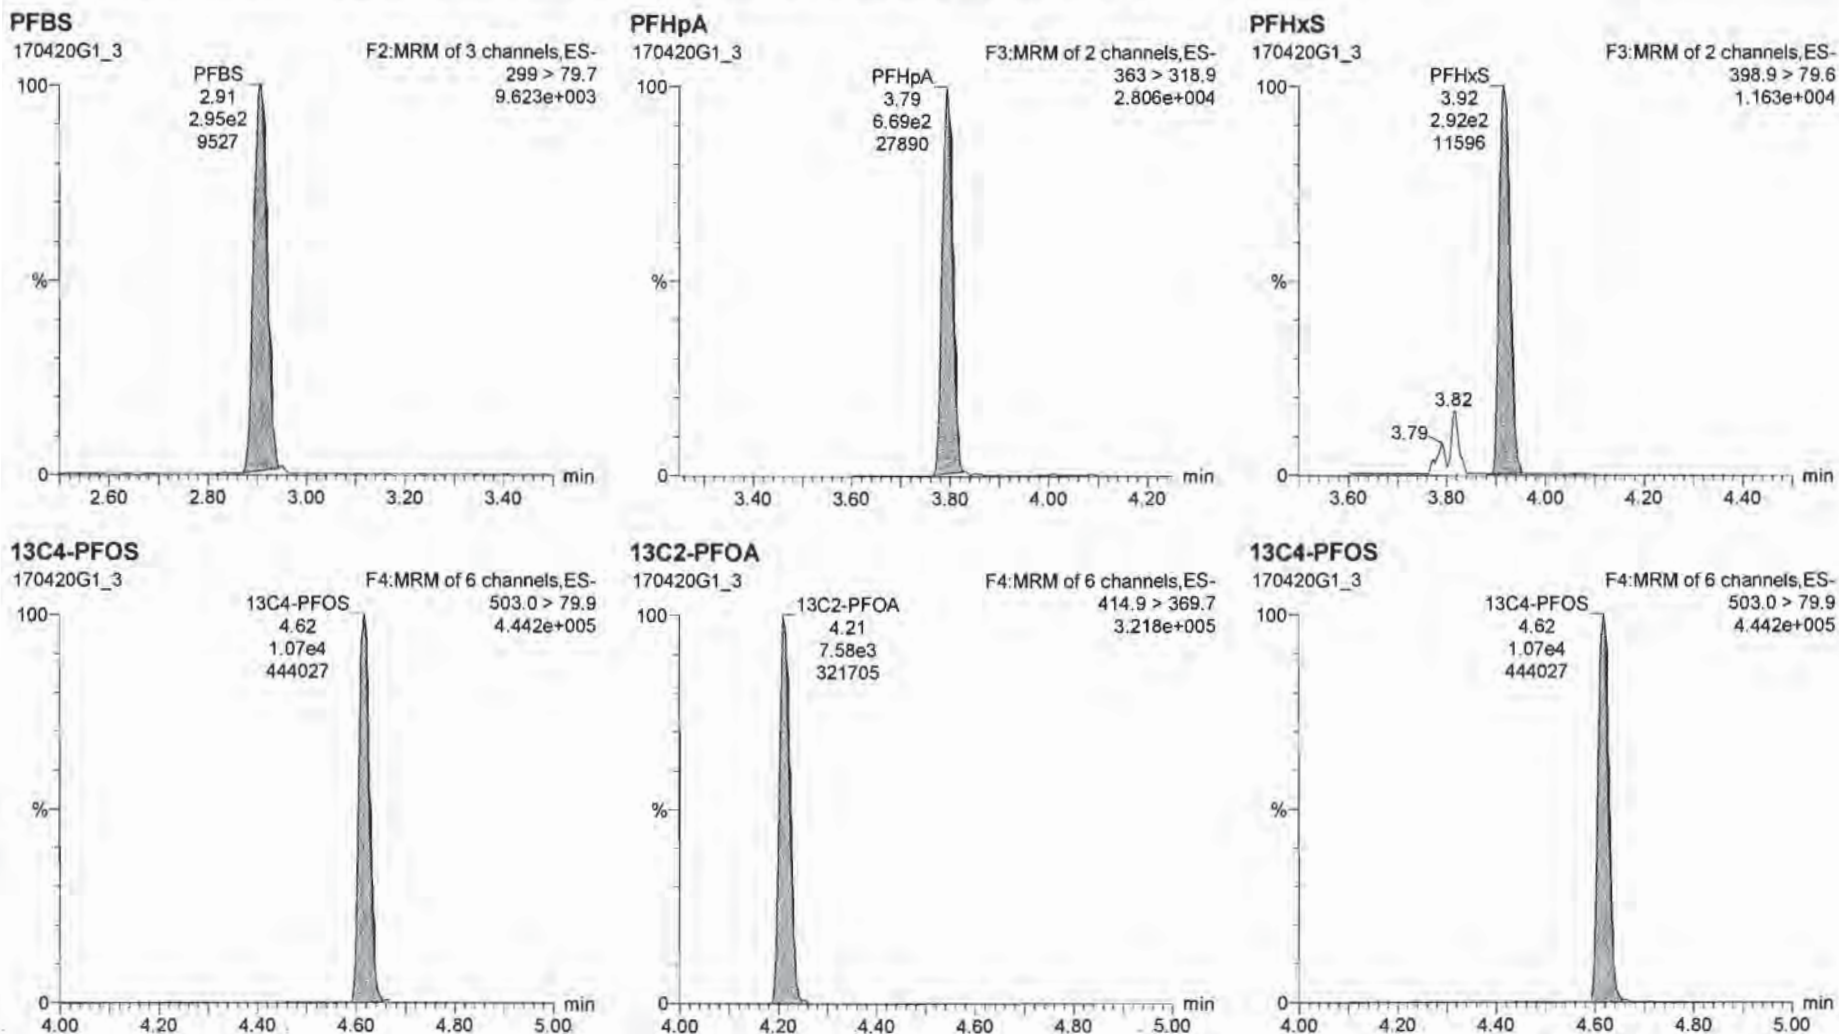 PFBS
170420G1_3
F2:MRM of 3 channels,ES-
299 > 79.7
9.623e+003
100
PFBS
2.91
2.95e2
9527
%
0
min
2.60 2.80 3.00 3.20 3.40
PFHpA
170420G1_3
F3:MRM of 2 channels,ES-
363 > 318.9
2.806e+004
100
PFHpA
3.79
6.69e2
27890
%
0
min
3.40 3.60 3.80 4.00 4.20
PFHxS
170420G1_3
F3:MRM of 2 channels,ES-
398.9 > 79.6
1.163e+004
100
PFHxS
3.92
2.92e2
11596
%
3.82
3.79
0
min
3.60 3.80 4.00 4.20 4.40
13C4-PFOS
170420G1_3
F4:MRM of 6 channels,ES-
503.0 > 79.9
4.442e+005
100
13C4-PFOS
4.62
1.07e4
444027
%
0
min
4.00 4.20 4.40 4.60 4.80 5.00
13C2-PFOA
170420G1_3
F4:MRM of 6 channels,ES-
414.9 > 369.7
3.218e+005
100
13C2-PFOA
4.21
7.58e3
321705
%
0
min
4.00 4.20 4.40 4.60 4.80 5.00
13C4-PFOS
170420G1_3
F4:MRM of 6 channels,ES-
503.0 > 79.9
4.442e+005
100
13C4-PFOS
4.62
1.07e4
444027
%
0
min
4.00 4.20 4.40 4.60 4.80 5.00